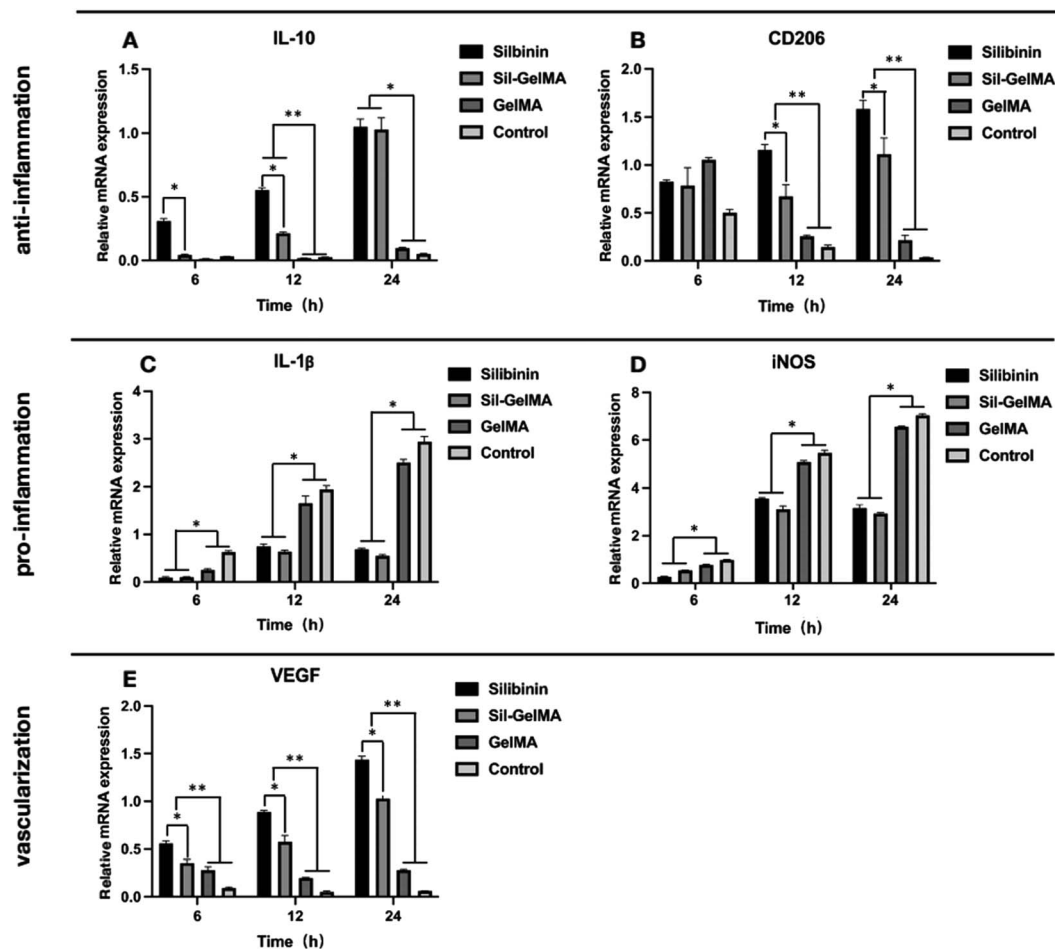 anti-inflammation
A
IL-10
Relative mRNA expression
1.5
1.0
0.5
0.0
*
*
**
*
6
12
24
Time (h)
Silbinin
Sil-GelMA
GelMA
Control
B
CD206
Relative mRNA expression
2.0
1.5
1.0
0.5
0.0
*
**
*
**
6
12
24
Time (h)
Silibinin
Sil-GelMA
GelMA
Control
pro-inflammation
C
IL-1β
Relative mRNA expression
4
3
2
1
0
*
*
*
6
12
24
Time (h)
Silibinin
Sil-GelMA
GelMA
Control
D
iNOS
Relative mRNA expression
8
6
4
2
0
*
*
*
6
12
24
Time (h)
Silibinin
Sil-GelMA
GelMA
Control
vascularization
E
VEGF
Relative mRNA expression
2.0
1.5
1.0
0.5
0.0
*
**
*
**
*
**
6
12
24
Time (h)
Silibinin
Sil-GelMA
GelMA
Control